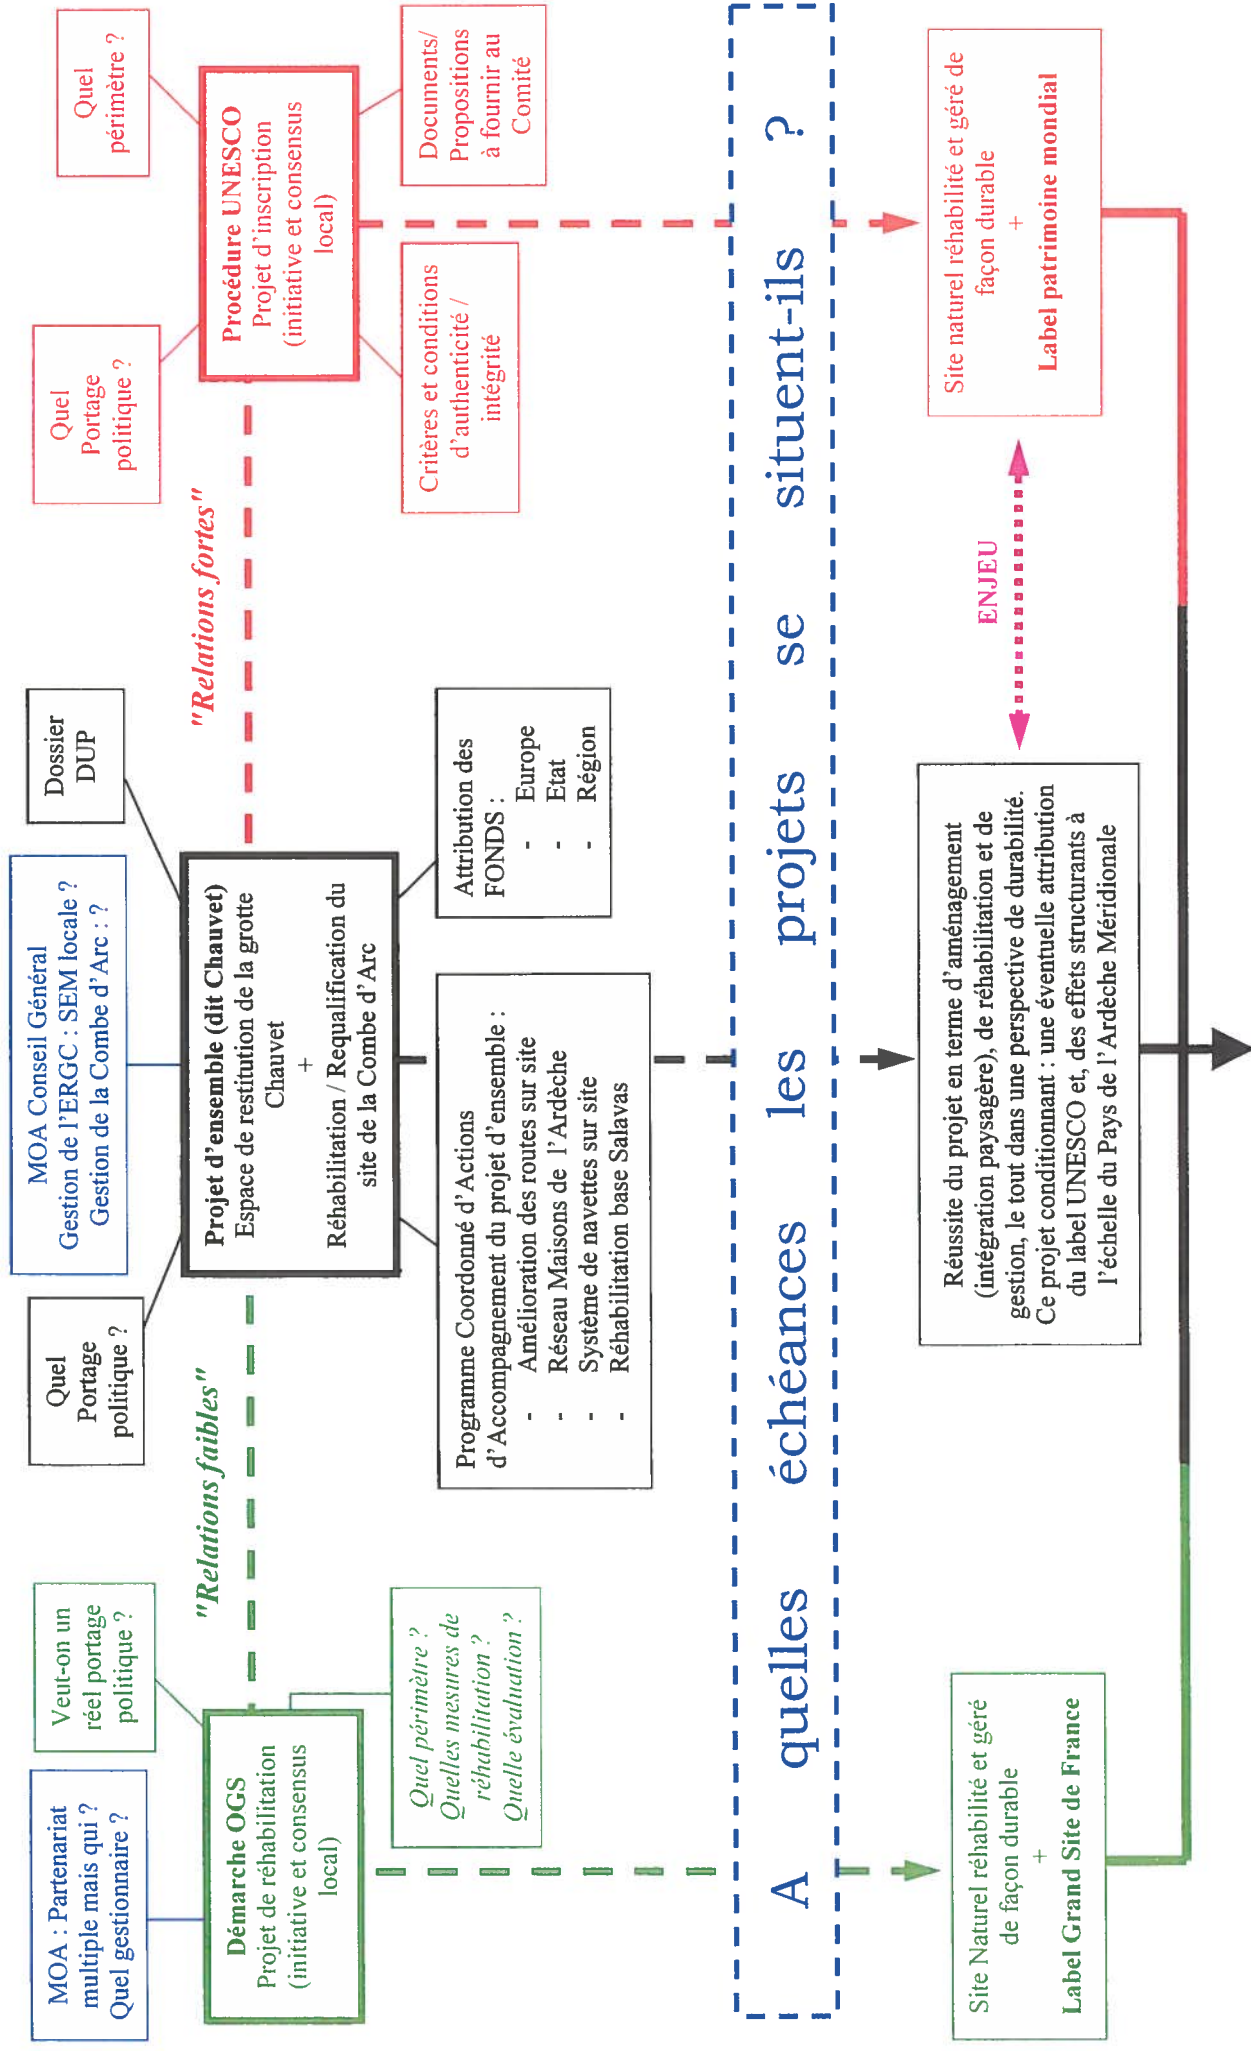 MOA : Partenariat
multiple mais qui ?
Quel gestionnaire ?
Veut-on un
réel portage
politique ?
Démarche OGS
Projet de réhabilitation
(initiative et consensus
local)
Quel périmètre ?
Quelles mesures de
réhabilitation ?
Quelle évaluation ?
"Relations faibles"
Quel
Portage
politique ?
MOA Conseil Général
Gestion de l'ERGC : SEM locale ?
Gestion de la Combe d'Arc : ?
Dossier
DUP
Projet d'ensemble (dit Chauvet)
Espace de restitution de la grotte
Chauvet
+
Réhabilitation / Requalification du
site de la Combe d'Arc
Programme Coordonné d'Actions
d'Accompagnement du projet d'ensemble :
- Amélioration des routes sur site
- Réseau Maisons de l'Ardèche
- Système de navettes sur site
- Réhabilitation base Salavas
Attribution des
FONDS :
- Europe
- Etat
- Région
"Relations fortes"
Quel
Portage
politique ?
Quel
périmètre ?
Procédure UNESCO
Projet d'inscription
(initiative et consensus
local)
Critères et conditions
d'authenticité /
intégrité
Documents/
Propositions
à fournir au
Comité
A quelles échéances les projets se situent-ils ?
Site Naturel réhabilité et géré
de façon durable
+
Label Grand Site de France
Réussite du projet en terme d'aménagement
(intégration paysagère), de réhabilitation et de
gestion, le tout dans une perspective de durabilité.
Ce projet conditionnant : une éventuelle attribution
du label UNESCO et, des effets structurants à
l'échelle du Pays de l'Ardèche Méridionale
ENJEU
Site naturel réhabilité et géré de
façon durable
+
Label patrimoine mondial